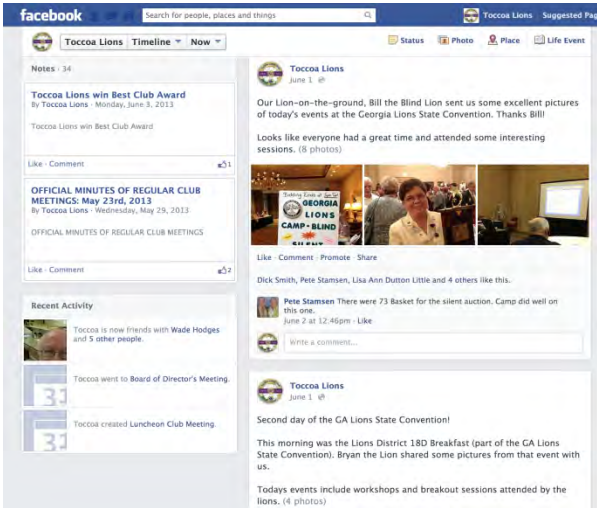 facebook
Search for people, places and things
Toccoa Lions
Suggested Pag
Toccoa Lions
Timeline
Now
Status
Photo
Place
Life Event
Notes · 34
Toccoa Lions win Best Club Award
By Toccoa Lions · Monday, June 3, 2013
Toccoa Lions win Best Club Award
Like · Comment
1
OFFICIAL MINUTES OF REGULAR CLUB
MEETINGS: May 23rd, 2013
By Toccoa Lions · Wednesday, May 29, 2013
OFFICIAL MINUTES OF REGULAR CLUB MEETINGS
Like · Comment
2
Recent Activity
Toccoa is now friends with Wade Hodges
and 5 other people.
31
Toccoa went to Board of Director's Meeting.
31
Toccoa created Luncheon Club Meeting.
Toccoa Lions
June 1
Our Lion-on-the-ground, Bill the Blind Lion sent us some excellent pictures
of today's events at the Georgia Lions State Convention. Thanks Bill!
Looks like everyone had a great time and attended some interesting
sessions. (8 photos)
GEORGIA
LIONS
CAMP - BLIND
SILENT
Like · Comment · Promote · Share
Dick Smith, Pete Stamsen, Lisa Ann Dutton Little and 4 others like this.
Pete Stamsen There were 73 Basket for the silent auction. Camp did well on
this one.
June 2 at 12:46pm · Like
Write a comment...
Toccoa Lions
June 1
Second day of the GA Lions State Convention!
This morning was the Lions District 18D Breakfast (part of the GA Lions
State Convention). Bryan the Lion shared some pictures from that event with
us.
Todays events include workshops and breakout sessions attended by the
lions. (4 photos)